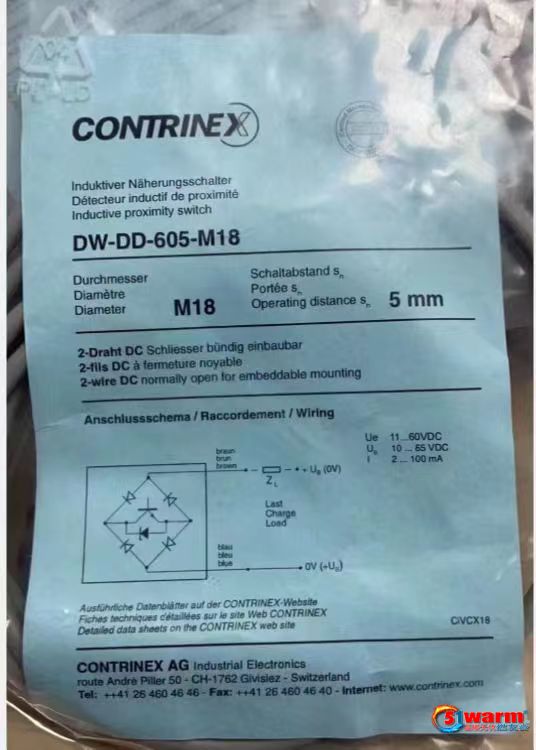 CONTRINEX
Induktiver Näherungsschalter
Détecteur inductif de proximité
Inductive proximity switch
DW-DD-605-M18
Durchmesser
Diamètre
Diameter
M18
Schaltabstand sn
Portée sn
Operating distance sn
5 mm
2-Draht DC Schliesser bündig einbaubar
2-fils DC à fermeture noyable
2-wire DC normally open for embeddable mounting
Anschlussschema / Raccordement / Wiring
Ue 11...60VDC
UB 10 ... 65 VDC
I 2 ... 100 mA
braun
brun
brown
ZL
+ UB (0V)
Last
Charge
Load
blau
bleu
blue
0V (+UB)
Ausführliche Datenblätter auf der CONTRINEX-Website
Fiches techniques détaillées sur le site Web CONTRINEX
Detailed data sheets on the CONTRINEX web site
CIVCX18
CONTRINEX AG Industrial Electronics
route André Piller 50 - CH-1762 Givisiez - Switzerland
Tel: ++41 26 460 46 46 - Fax: ++41 26 460 46 40 - Internet: www.contrinex.com
51warm